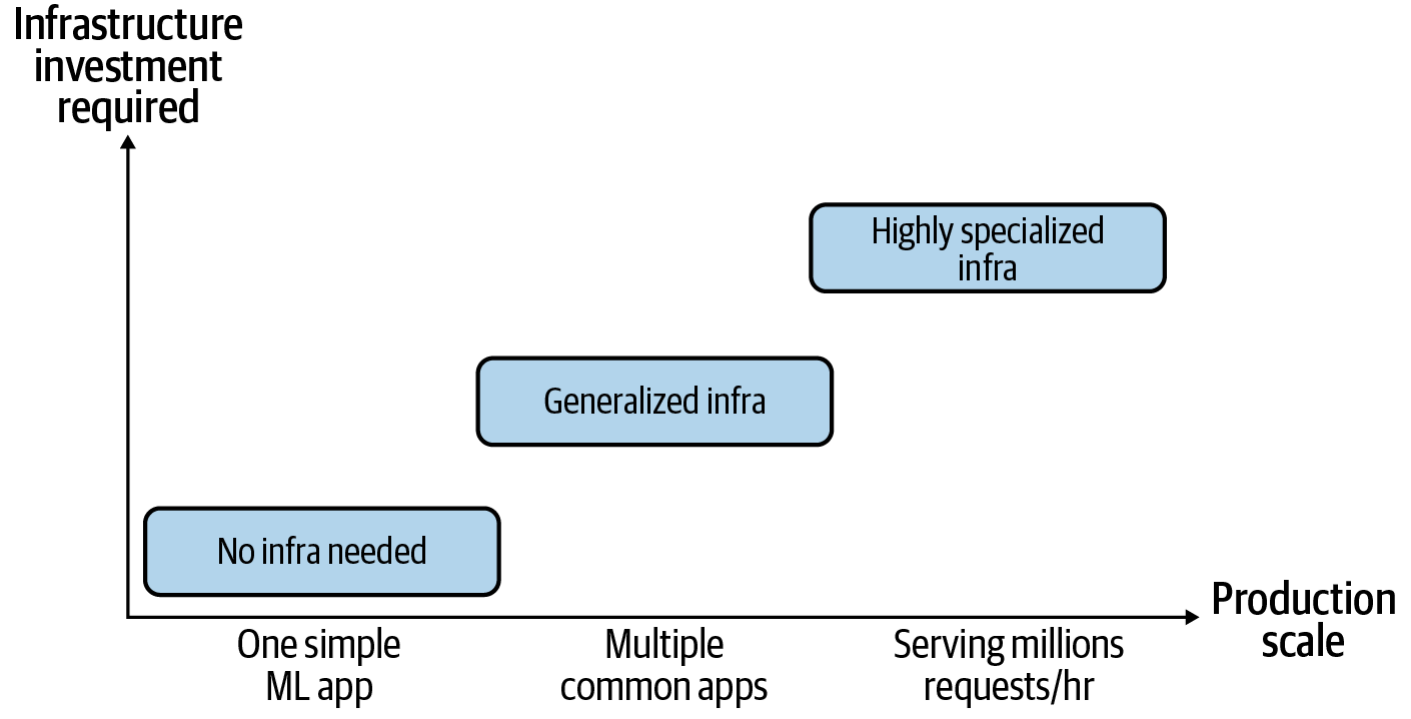 Infrastructure
investment
required
Highly specialized
infra
Generalized infra
No infra needed
Production
scale
One simple
ML app
Multiple
common apps
Serving millions
requests/hr